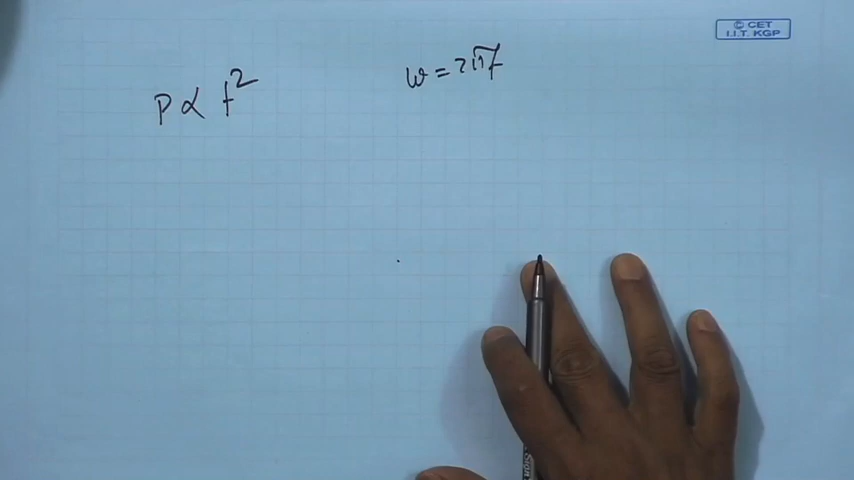 P ∝ f²
ω = 2πf
© CET
I.I.T. KGP